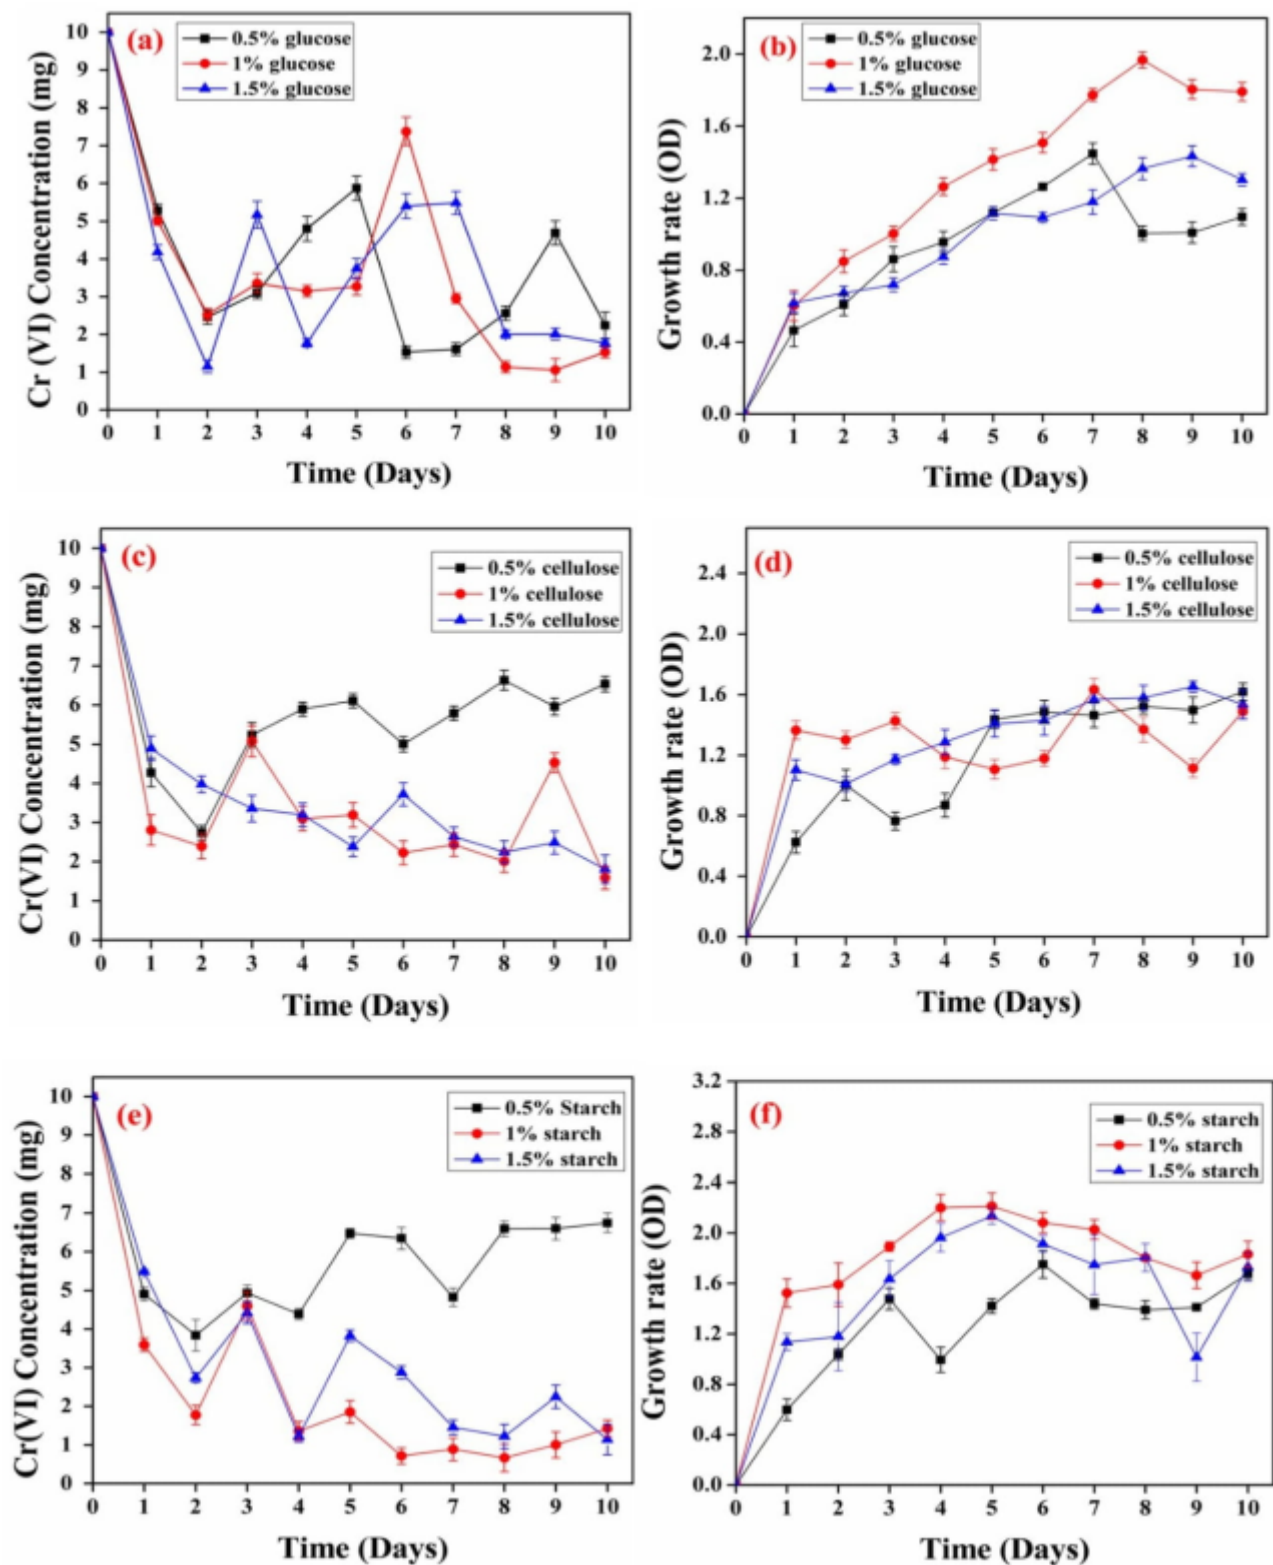 (a)
0.5% glucose
1% glucose
1.5% glucose
Cr (VI) Concentration (mg)
10
9
8
7
6
5
4
3
2
1
0
0 1 2 3 4 5 6 7 8 9 10
Time (Days)
(b)
0.5% glucose
1% glucose
1.5% glucose
Growth rate (OD)
2.0
1.6
1.2
0.8
0.4
0.0
0 1 2 3 4 5 6 7 8 9 10
Time (Days)
(c)
0.5% cellulose
1% cellulose
1.5% cellulose
Cr(VI) Concentration (mg)
10
9
8
7
6
5
4
3
2
1
0
0 1 2 3 4 5 6 7 8 9 10
Time (Days)
(d)
0.5% cellulose
1% cellulose
1.5% cellulose
Growth rate (OD)
2.4
2.0
1.6
1.2
0.8
0.4
0.0
0 1 2 3 4 5 6 7 8 9 10
Time (Days)
(e)
0.5% Starch
1% starch
1.5% starch
Cr(VI) Concentration (mg)
10
9
8
7
6
5
4
3
2
1
0
0 1 2 3 4 5 6 7 8 9 10
Time (Days)
(f)
0.5% starch
1% starch
1.5% starch
Growth rate (OD)
3.2
2.8
2.4
2.0
1.6
1.2
0.8
0.4
0.0
0 1 2 3 4 5 6 7 8 9 10
Time (Days)